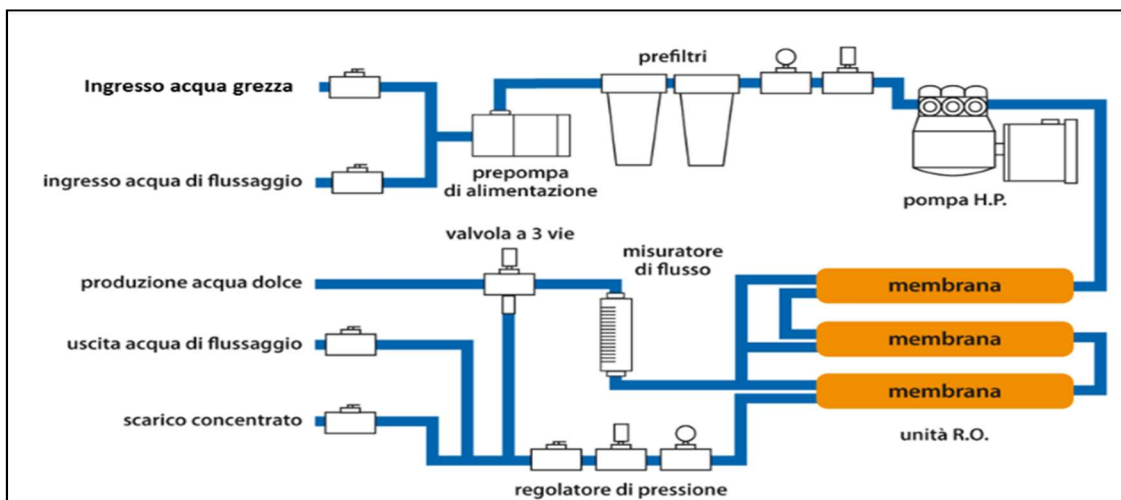 prefiltri
Ingresso acqua grezza
ingresso acqua di flussaggio
prepompa
di alimentazione
pompa H.P.
valvola a 3 vie
misuratore
di flusso
produzione acqua dolce
membrana
uscita acqua di flussaggio
membrana
membrana
scarico concentrato
unità R.O.
regolatore di pressione